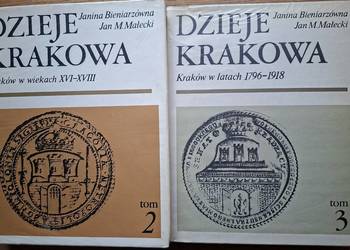 DZIEJE
KRAKOWA
Janina Bieniarzówna
Jan M. Małecki
ków w wiekach XVI–XVIII
tom
2
DZIEJE
KRAKOWA
Janina Bieniarzówna
Jan M. Małecki
Kraków w latach 1796–1918
tom
3